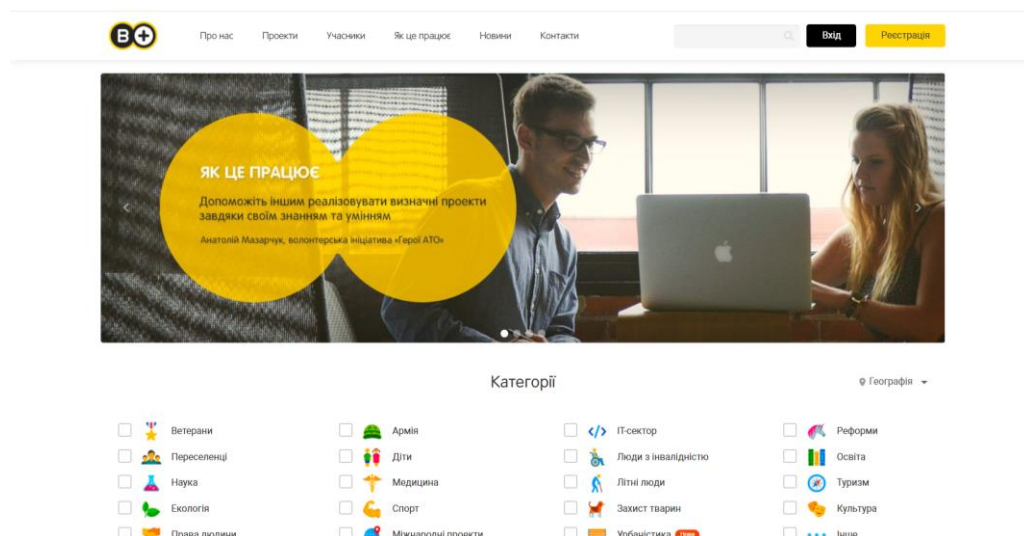 B+
Про нас
Проекти
Учасники
Як це працює
Новини
Контакти
Вхід
Реєстрація
ЯК ЦЕ ПРАЦЮЄ
Допоможіть іншим реалізовувати визначні проекти
завдяки своїм знанням та умінням
Анатолій Мазарчук, волонтерська ініціатива «Герої АТО»
Категорії
Географія
Ветерани
Армія
ІТ-сектор
Реформи
Переселенці
Діти
Люди з інвалідністю
Освіта
Наука
Медицина
Літні люди
Туризм
Екологія
Спорт
Захист тварин
Культура
Права людини
Міжнародні проекти
Урбаністика
Інше